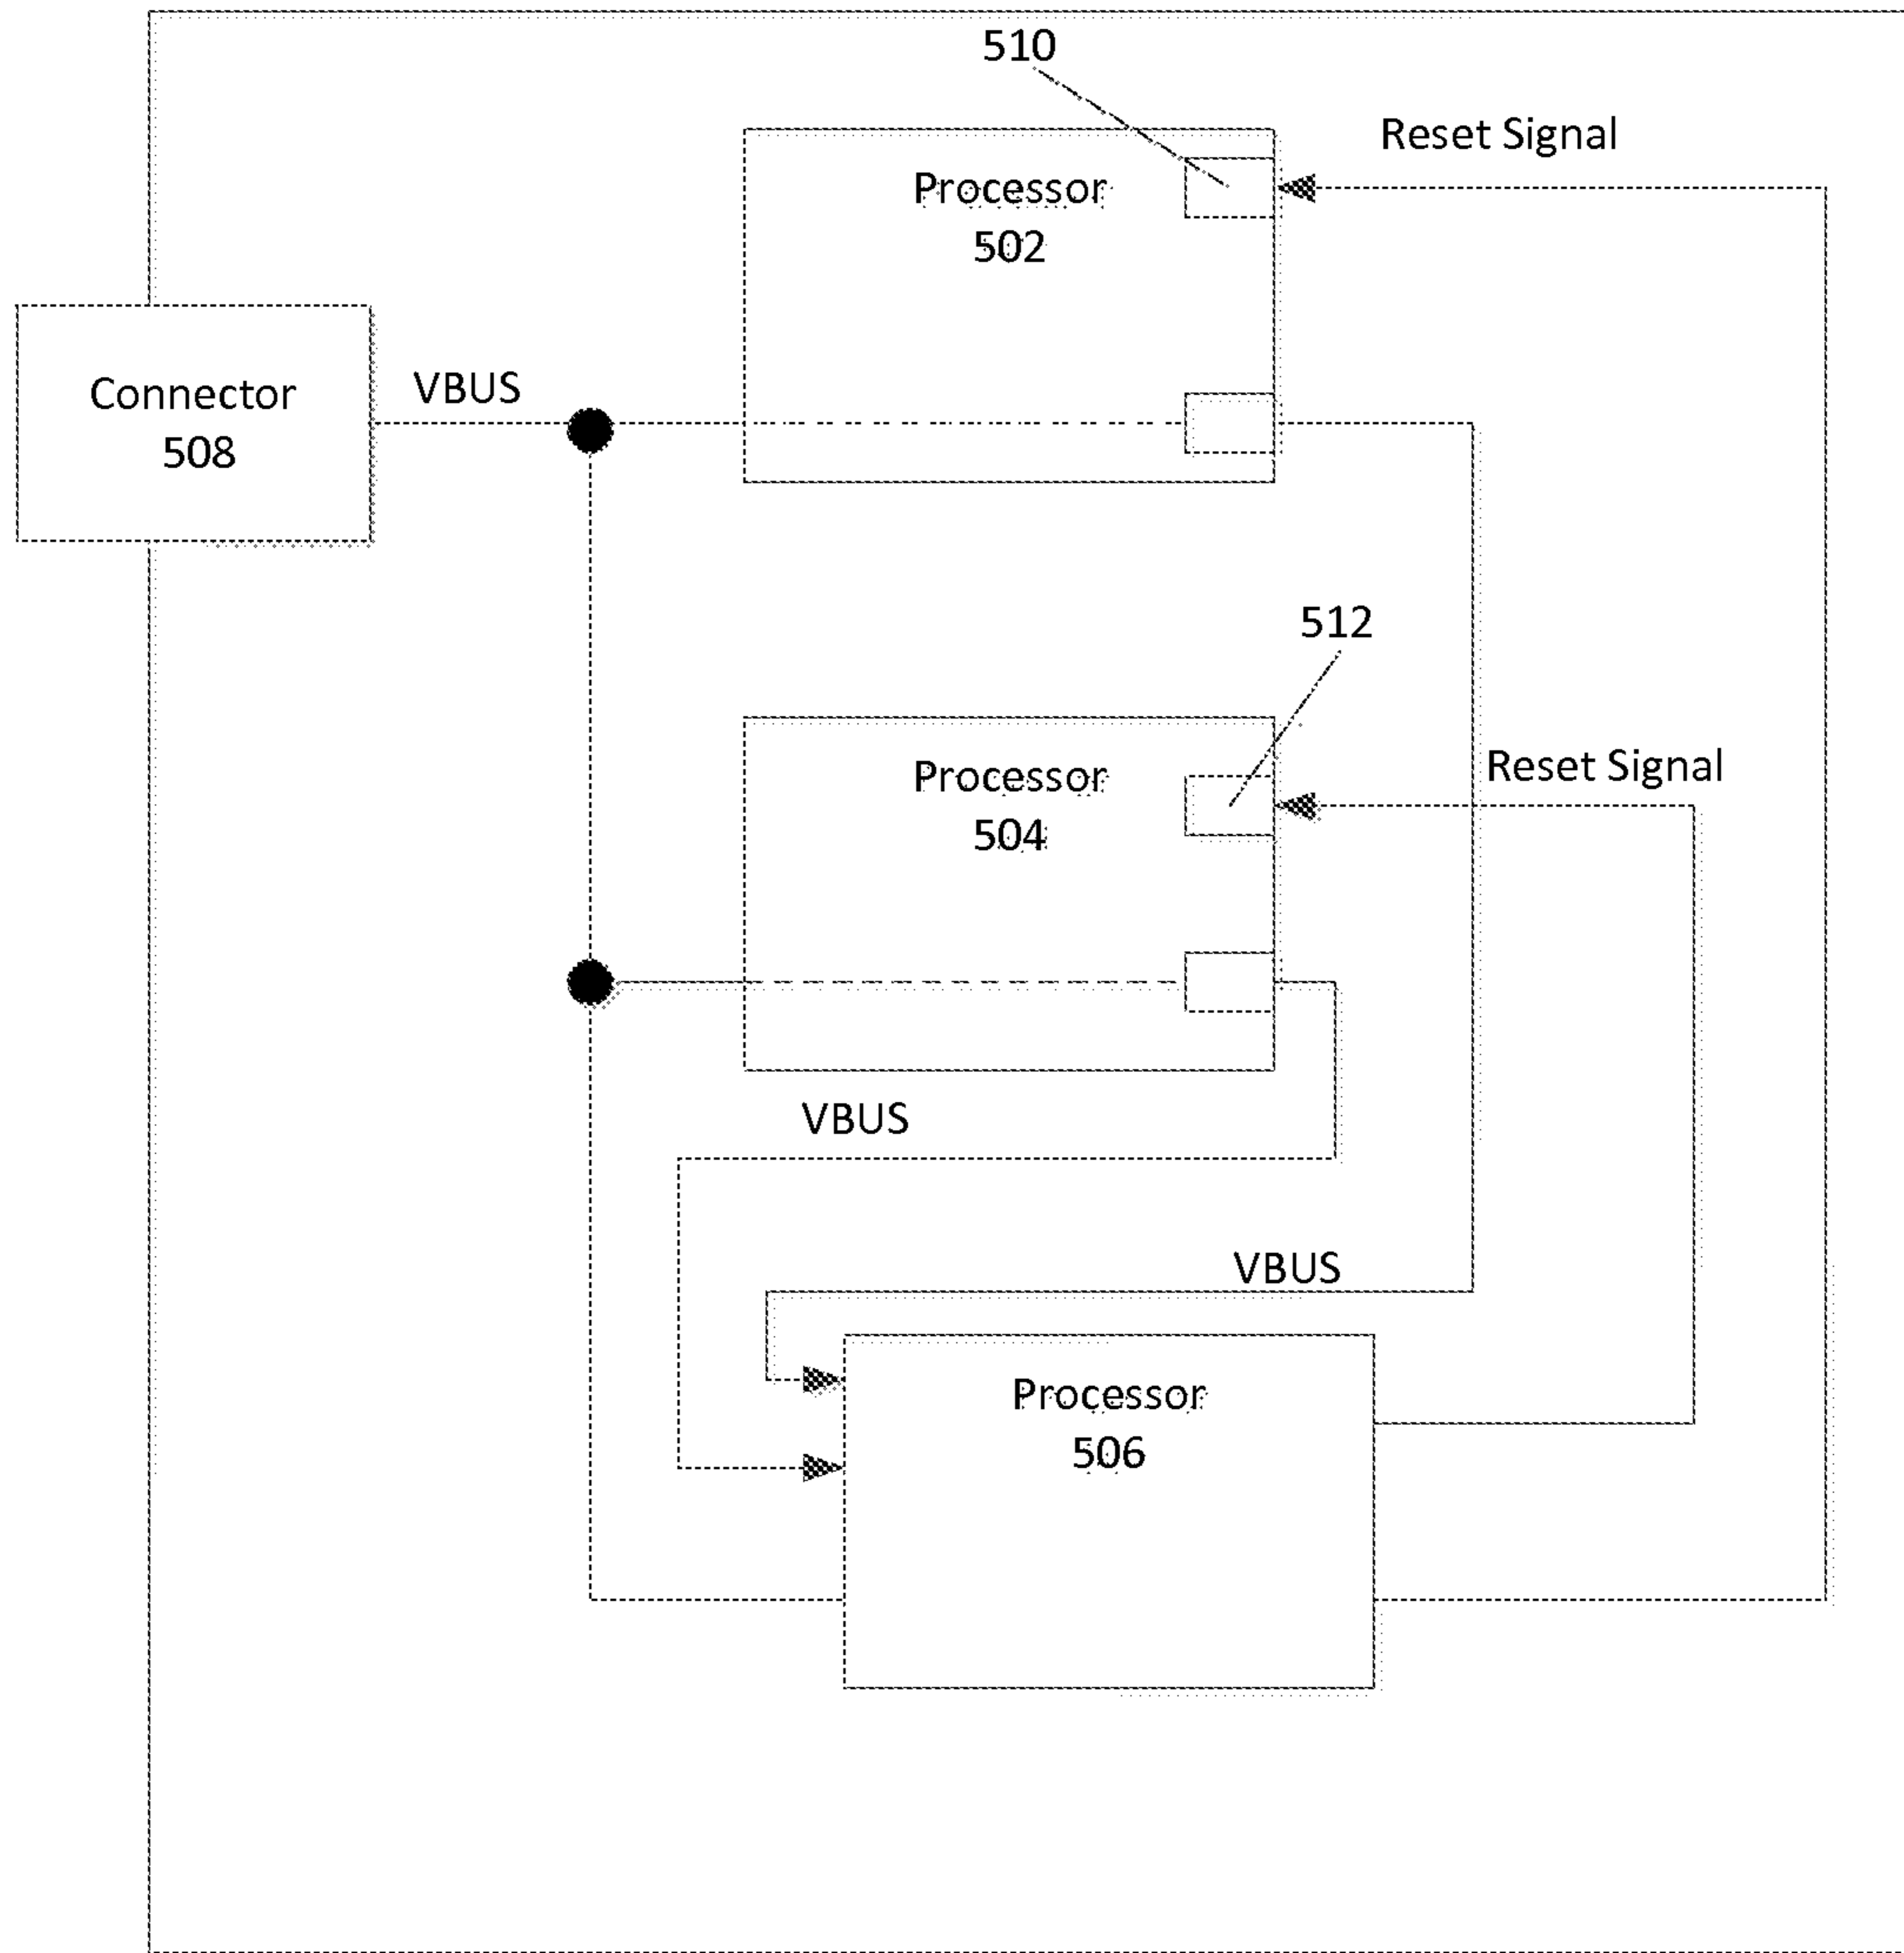 510
Reset Signal
Processor
502
Connector
508
VBUS
512
Processor
504
Reset Signal
VBUS
VBUS
Processor
506